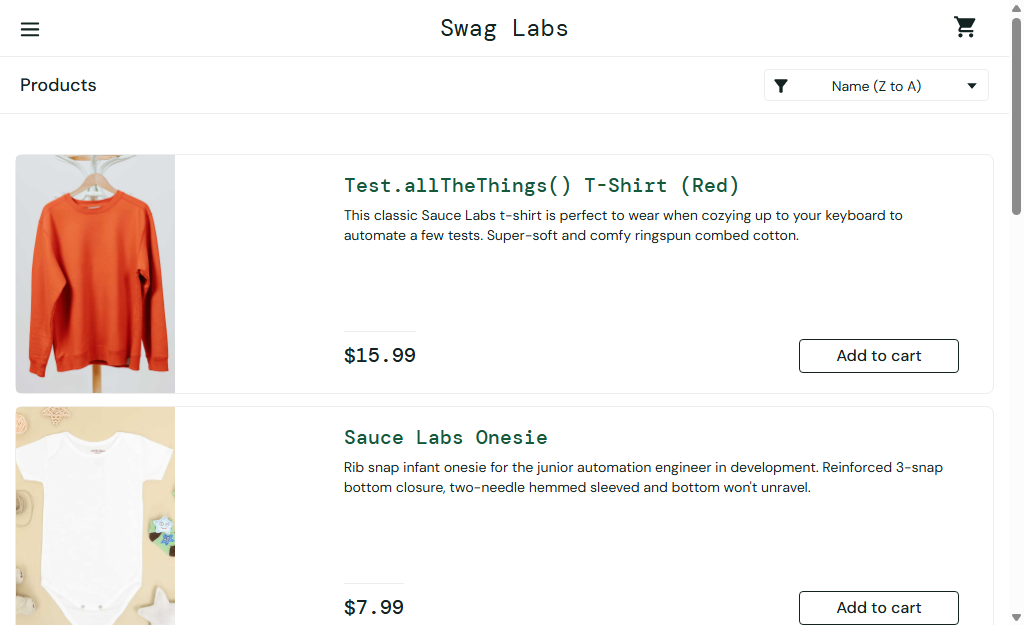 Swag Labs
Products
Name (Z to A)
Test.allTheThings() T-Shirt (Red)
This classic Sauce Labs t-shirt is perfect to wear when cozying up to your keyboard to
automate a few tests. Super-soft and comfy ringspun combed cotton.
$15.99
Add to cart
Sauce Labs Onesie
Rib snap infant onesie for the junior automation engineer in development. Reinforced 3-snap
bottom closure, two-needle hemmed sleeved and bottom won't unravel.
$7.99
Add to cart